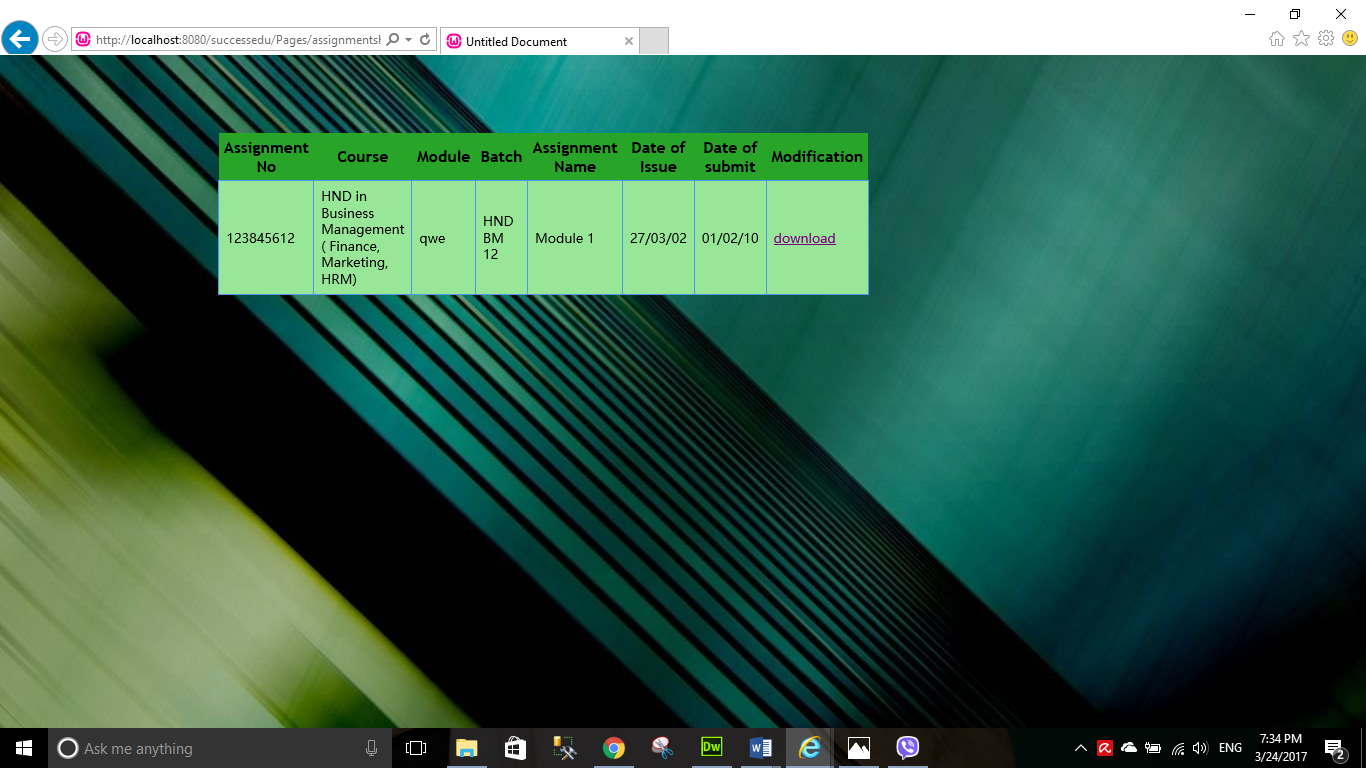 http://localhost:8080/successedu/Pages/assignmentsl
Untitled Document
Assignment No
Course
Module
Batch
Assignment Name
Date of Issue
Date of submit
Modification
123845612
HND in
Business
Management
( Finance,
Marketing,
HRM)
qwe
HND
BM
12
Module 1
27/03/02
01/02/10
download
Ask me anything
Dw
ENG
7:34 PM
3/24/2017
2